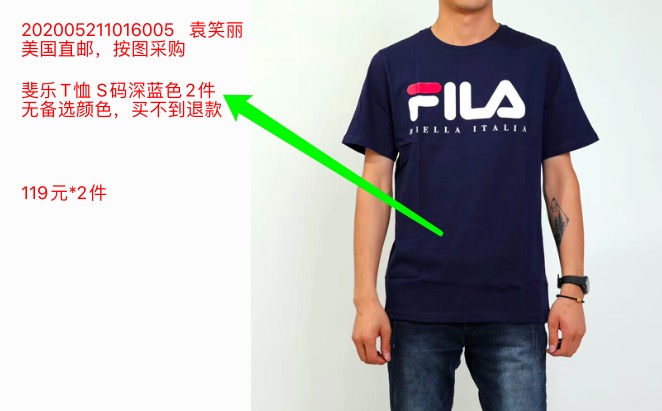 202005211016005 袁笑丽
美国直邮，按图采购
斐乐T恤 S码深蓝色2件
无备选颜色，买不到退款
119元*2件
FILA
BIELLA ITALIA